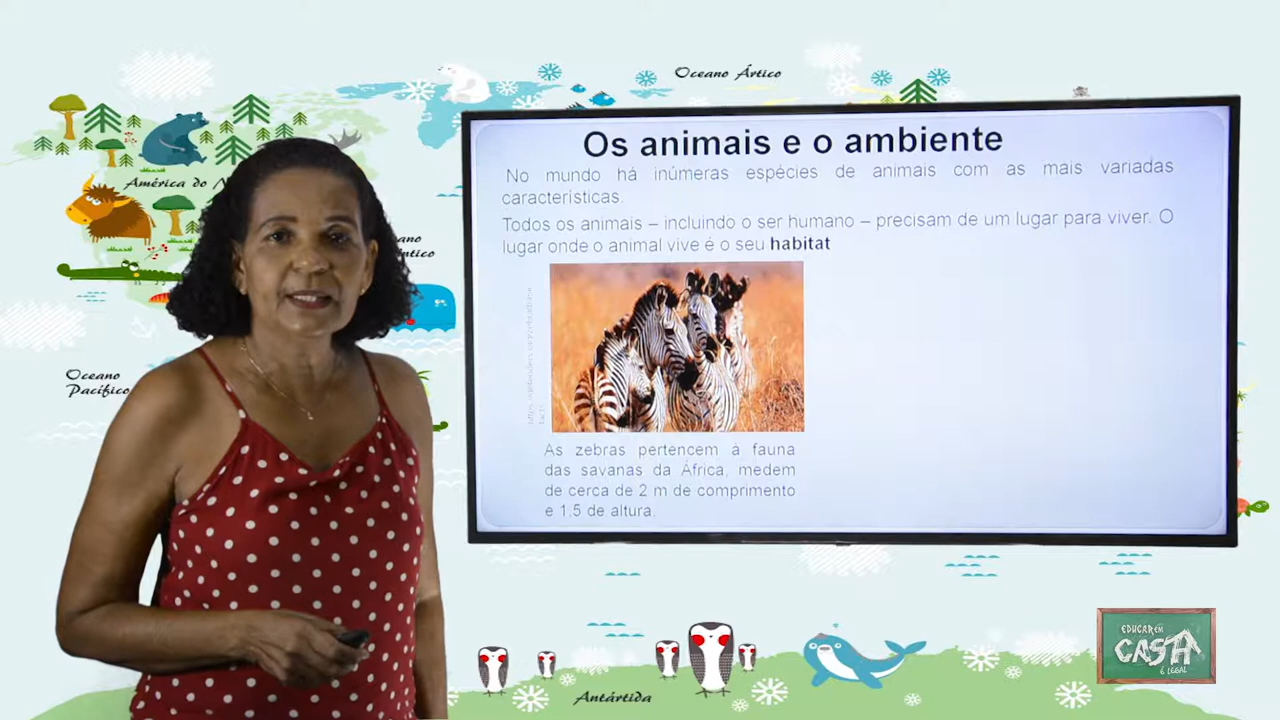 Oceano Ártico
América do
Oceano
Pacífico
Os animais e o ambiente
No mundo há inúmeras espécies de animais com as mais variadas
características.
Todos os animais – incluindo o ser humano – precisam de um lugar para viver. O
lugar onde o animal vive é o seu habitat
As zebras pertencem à fauna
das savanas da África, medem
de cerca de 2 m de comprimento
e 1.5 de altura.
Antártida
EDUCAR EM
CASA
É LEGAL